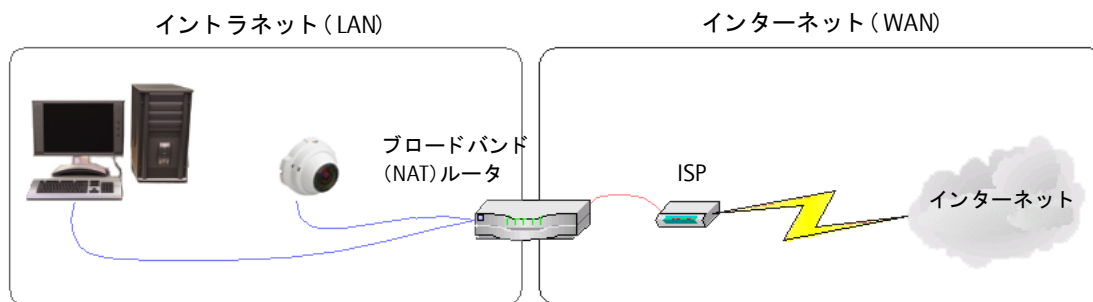 イントラネット(LAN)
インターネット(WAN)
ブロードバンド
(NAT)ルータ
ISP
インターネット